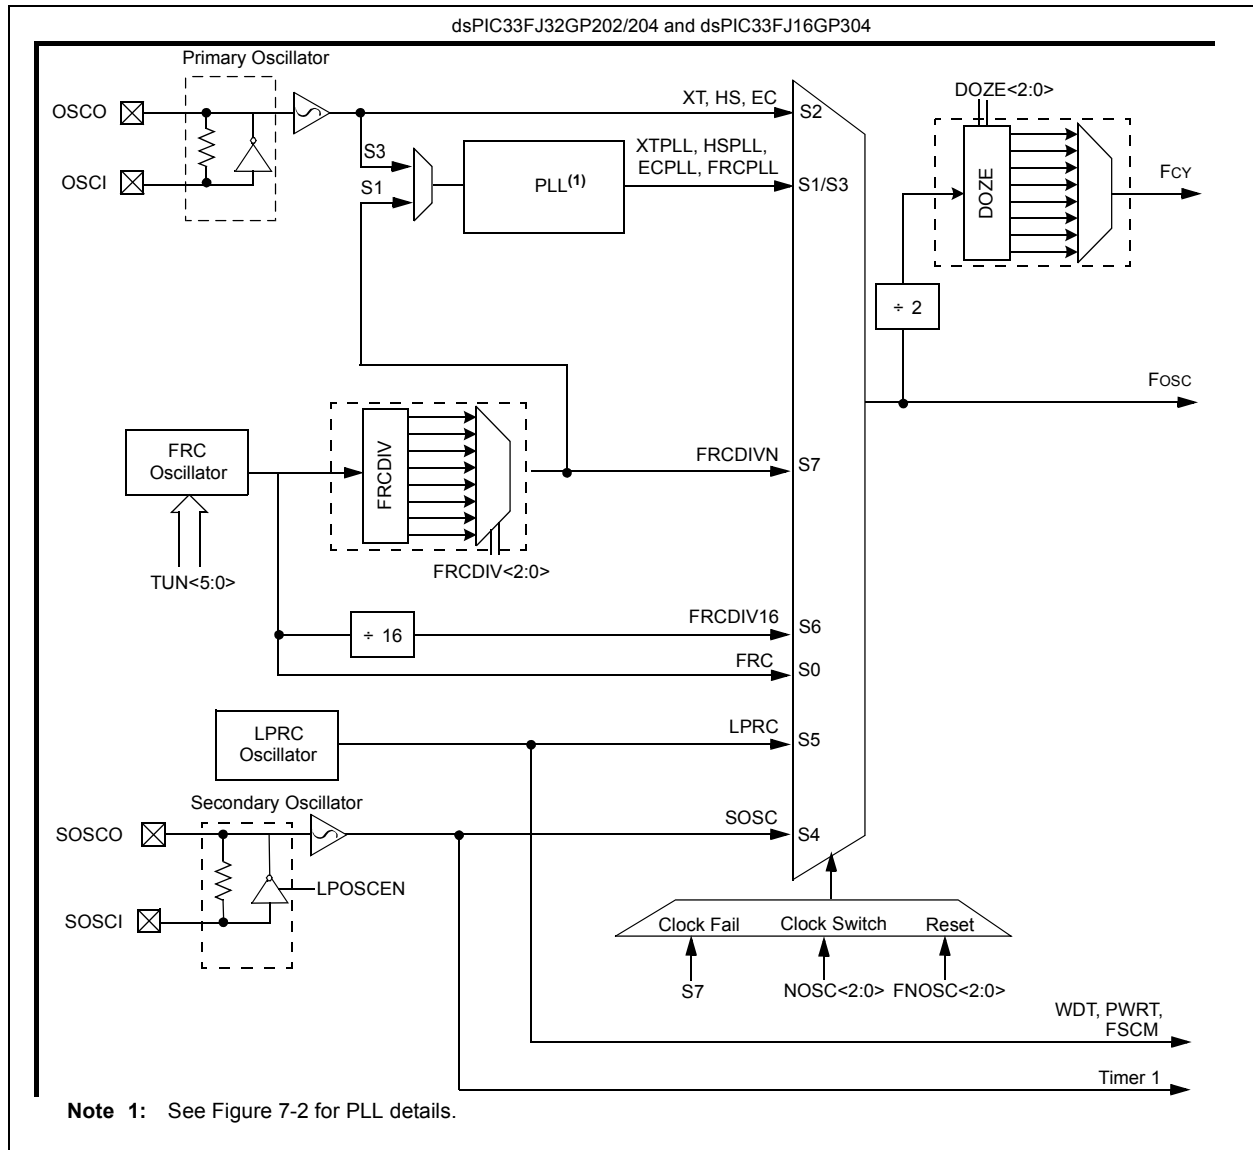 dsPIC33FJ32GP202/204 and dsPIC33FJ16GP304
Primary Oscillator
OSCO
OSCI
XT, HS, EC
S2
DOZE<2:0>
S3
S1
PLL(1)
XTPLL, HSPLL,
ECPLL, FRCPLL
S1/S3
DOZE
FCY
÷ 2
FOSC
FRC
Oscillator
TUN<5:0>
FRCDIV
FRCDIV<2:0>
FRCDIVN
S7
÷ 16
FRCDIV16
S6
FRC
S0
LPRC
Oscillator
LPRC
S5
Secondary Oscillator
SOSCO
SOSCI
LPOSCEN
SOSC
S4
Clock Fail
Clock Switch
Reset
S7
NOSC<2:0>
FNOSC<2:0>
WDT, PWRT,
FSCM
Timer 1
Note 1: See Figure 7-2 for PLL details.